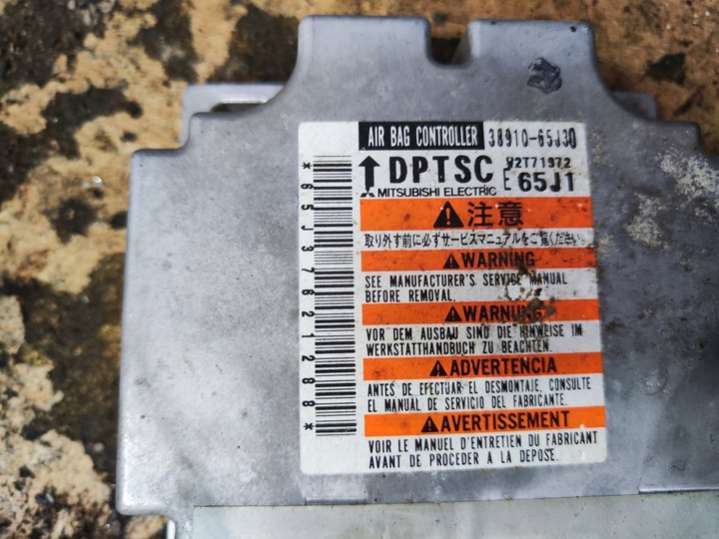 AIR BAG CONTROLLER 38910-65J30
DPTSC W2T71972
MITSUBISHI ELECTRIC E 65J1
*65J37621288*
注意
取り外す前に必ずサービスマニュアルをご覧ください
WARNING
SEE MANUFACTURER'S SERVICE MANUAL
BEFORE REMOVAL.
WARNUNG
VOR DEM AUSBAU SIND DIE HINWEISE IM
WERKSTATTHANDBUCH ZU BEACHTEN
ADVERTENCIA
ANTES DE EFECTUAR EL DESMONTAJE, CONSULTE
EL MANUAL DE SERVICIO DEL FABRICANTE.
AVERTISSEMENT
VOIR LE MANUEL D'ENTRETIEN DU FABRICANT
AVANT DE PROCEDER A LA DEPOSE.